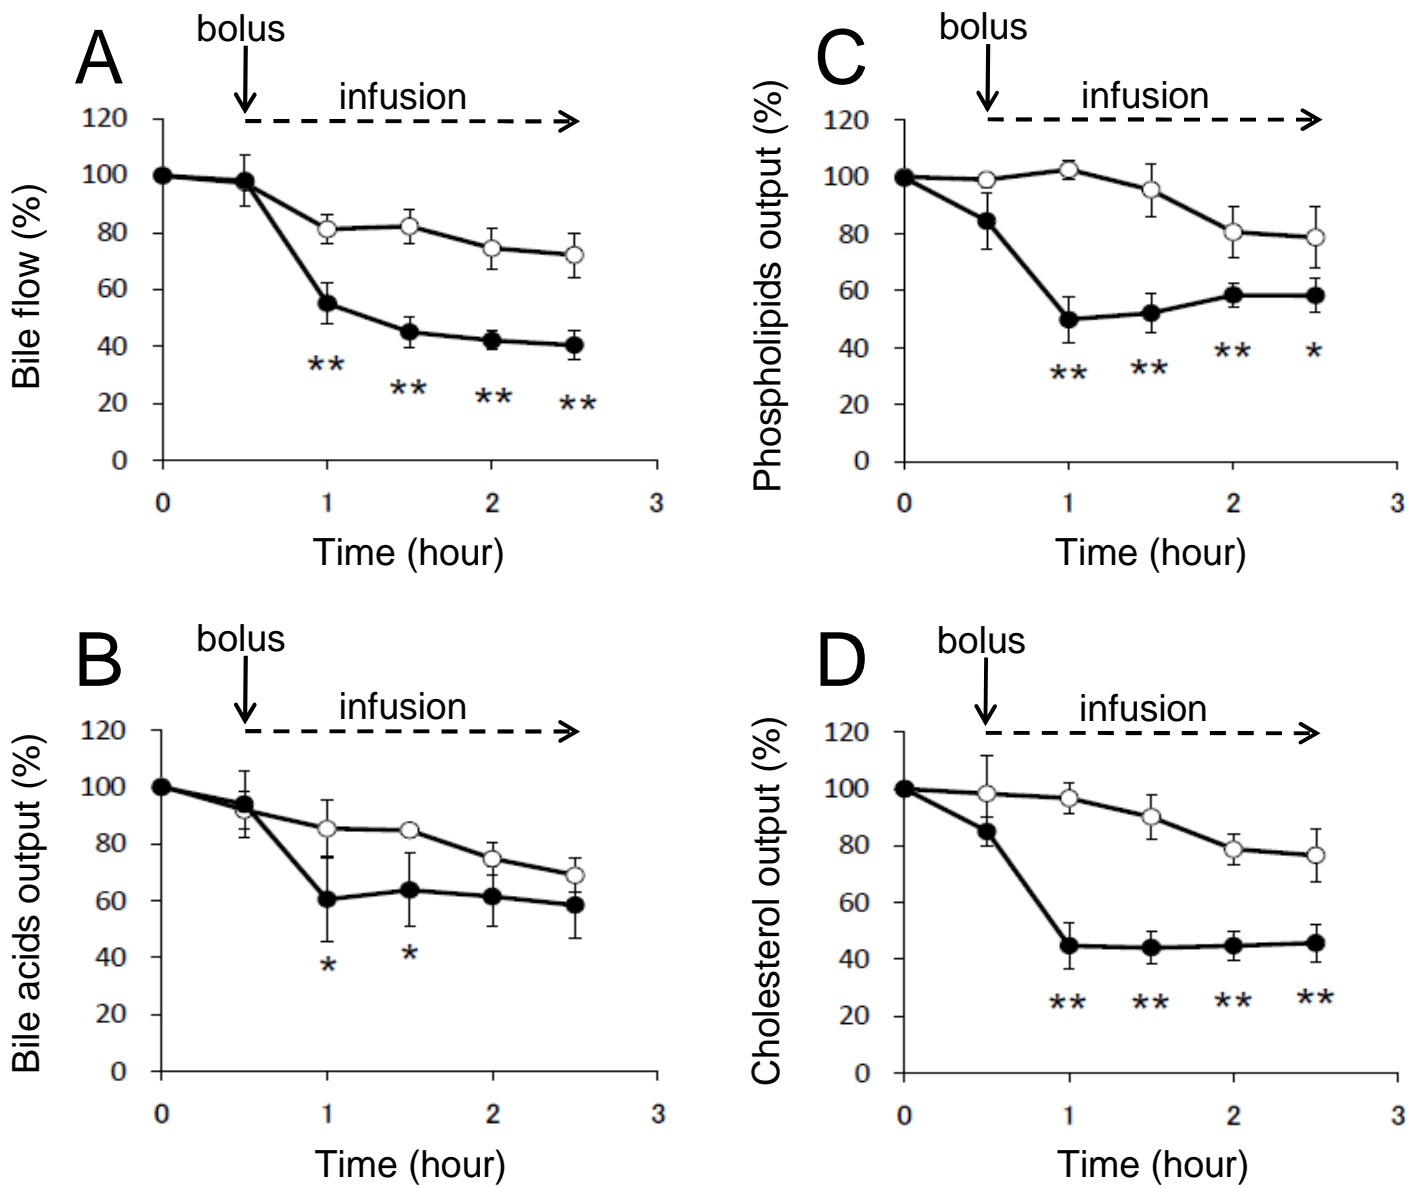 A
bolus
infusion
Bile flow (%)
120
100
80
60
40
20
0
** ** ** **
0 1 2 3
Time (hour)
B
bolus
infusion
Bile acids output (%)
120
100
80
60
40
20
0
* *
0 1 2 3
Time (hour)
C
bolus
infusion
Phospholipids output (%)
120
100
80
60
40
20
0
** ** ** *
0 1 2 3
Time (hour)
D
bolus
infusion
Cholesterol output (%)
120
100
80
60
40
20
0
** ** ** **
0 1 2 3
Time (hour)